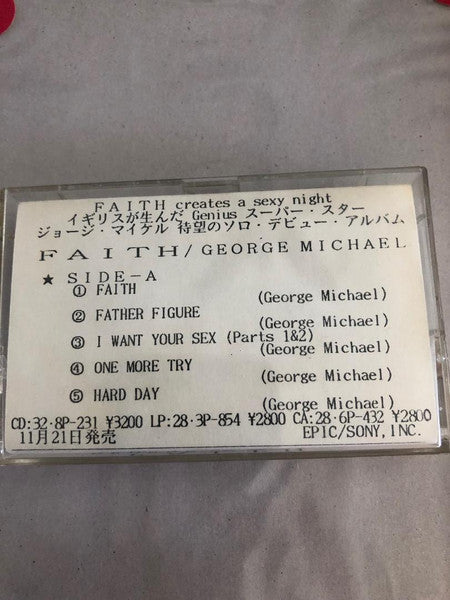 FAITH creates a sexy night
イギリスが生んだ Genius スーパー・スター
ジョージ・マイケル 待望のソロ・デビュー・アルバム
FAITH/GEORGE MICHAEL
★ SIDE-A
① FAITH (George Michael)
② FATHER FIGURE (George Michael)
③ I WANT YOUR SEX (Parts 1&2) (George Michael)
④ ONE MORE TRY (George Michael)
⑤ HARD DAY (George Michael)
CD:32・8P-231 ¥3200 LP:28・3P-854 ¥2800 CA:28・6P-432 ¥2800
11月21日発売 EPIC/SONY, INC.